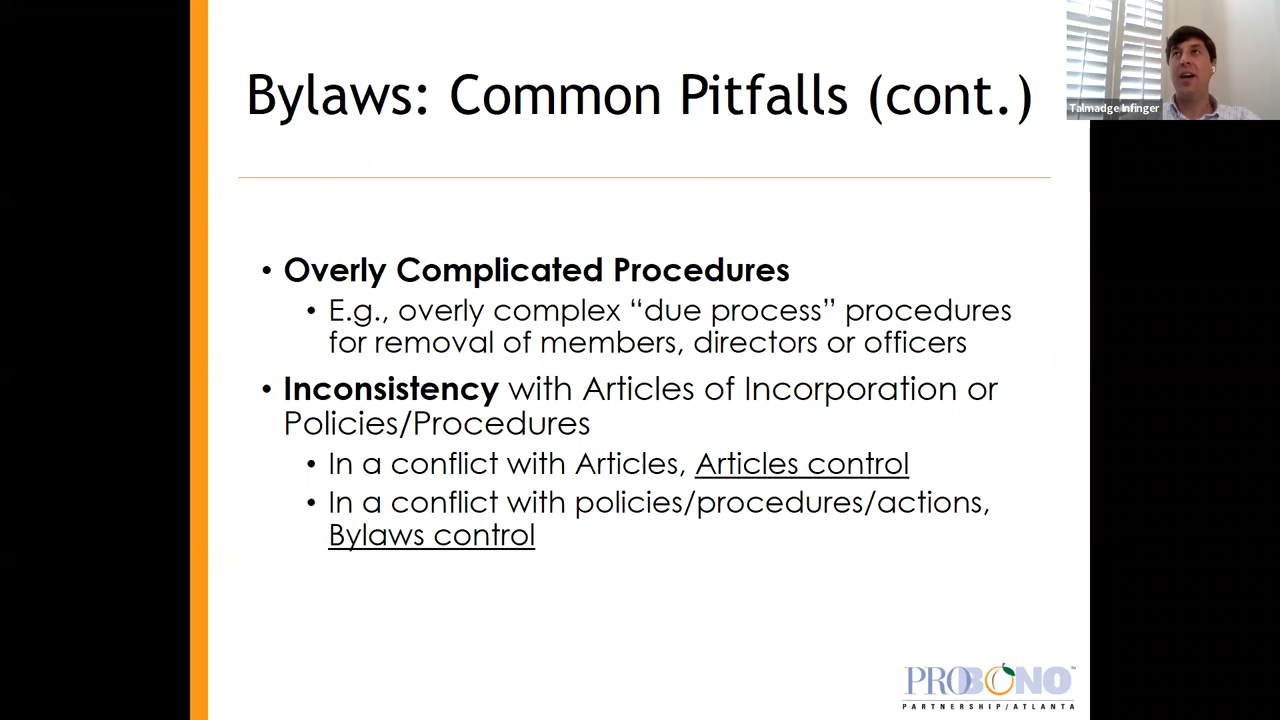 Bylaws: Common Pitfalls (cont.)
Talmadge Infinger
• Overly Complicated Procedures
• E.g., overly complex “due process” procedures
for removal of members, directors or officers
• Inconsistency with Articles of Incorporation or
Policies/Procedures
• In a conflict with Articles, Articles control
• In a conflict with policies/procedures/actions,
Bylaws control
PROBONO™
PARTNERSHIP/ATLANTA